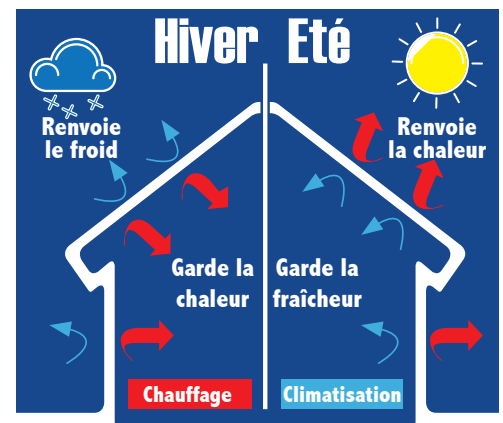 Hiver Eté
Renvoie
le froid
Renvoie
la chaleur
Garde la
chaleur
Garde la
fraîcheur
Chauffage
Climatisation